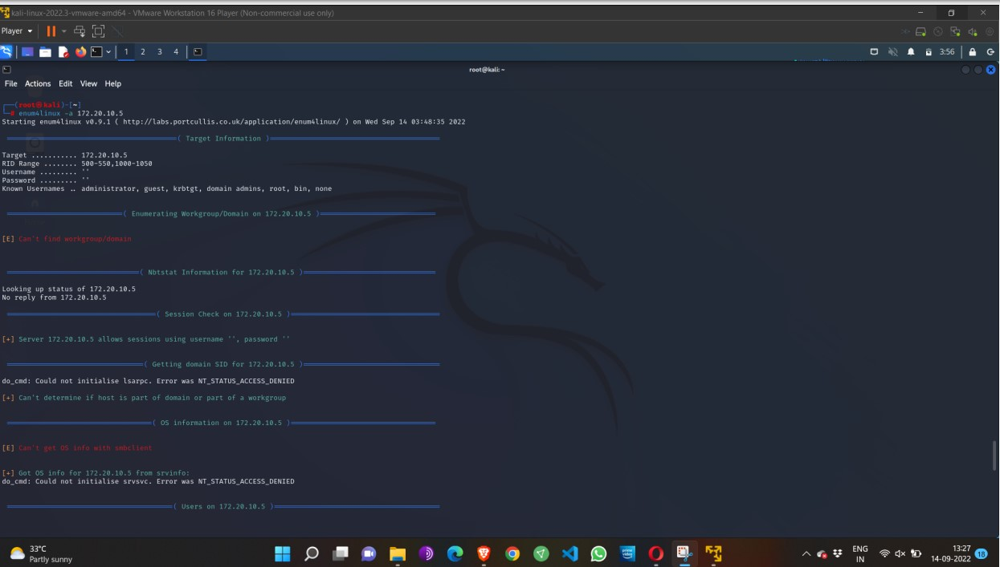 kali-linux-2022.3-vmware-amd64 - VMware Workstation 16 Player (Non-commercial use only)
Player
1 2 3 4
3:56
root@kali: ~
File Actions Edit View Help
┌──(root㉿kali)-[~]
└─# enum4linux -a 172.20.10.5
Starting enum4linux v0.9.1 ( http://labs.portcullis.co.uk/application/enum4linux/ ) on Wed Sep 14 03:48:35 2022
( Target Information )
Target ........... 172.20.10.5
RID Range ........ 500-550,1000-1050
Username ......... ''
Password ......... ''
Known Usernames .. administrator, guest, krbtgt, domain admins, root, bin, none
( Enumerating Workgroup/Domain on 172.20.10.5 )
[E] Can't find workgroup/domain
( Nbtstat Information for 172.20.10.5 )
Looking up status of 172.20.10.5
No reply from 172.20.10.5
( Session Check on 172.20.10.5 )
[+] Server 172.20.10.5 allows sessions using username '', password ''
( Getting domain SID for 172.20.10.5 )
do_cmd: Could not initialise lsarpc. Error was NT_STATUS_ACCESS_DENIED
[+] Can't determine if host is part of domain or part of a workgroup
( OS information on 172.20.10.5 )
[E] Can't get OS info with smbclient
[+] Got OS info for 172.20.10.5 from srvinfo:
do_cmd: Could not initialise srvsvc. Error was NT_STATUS_ACCESS_DENIED
( Users on 172.20.10.5 )
33°C
Partly sunny
ENG
IN
13:27
14-09-2022
18